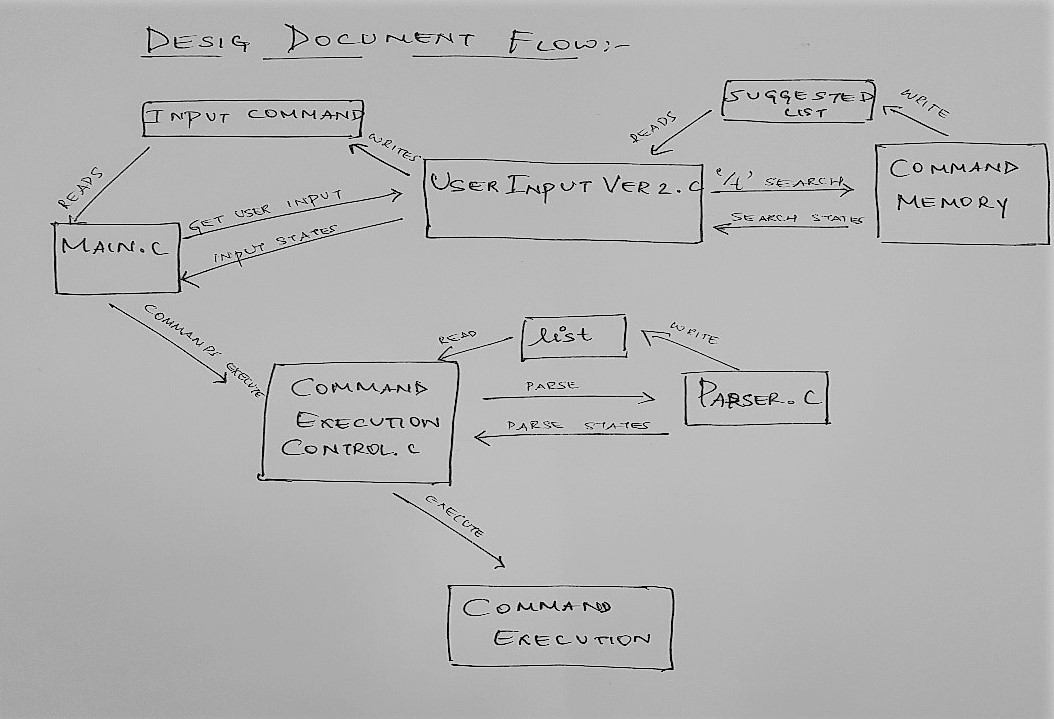 DESIG DOCUMENT FLOW:-
SUGGESTED
LIST
WRITE
INPUT COMMAND
READS
WRITES
USER INPUT VER 2.C
SEARCH
COMMAND
MEMORY
READS
GET USER INPUT
SEARCH STATES
MAIN.C
INPUT STATES
COMMANDS EXECUTE
list
READ
WRITE
COMMAND
EXECUTION
CONTROL.C
PARSE
PARSER.C
PARSE STATES
EXECUTE
COMMAND
EXECUTION